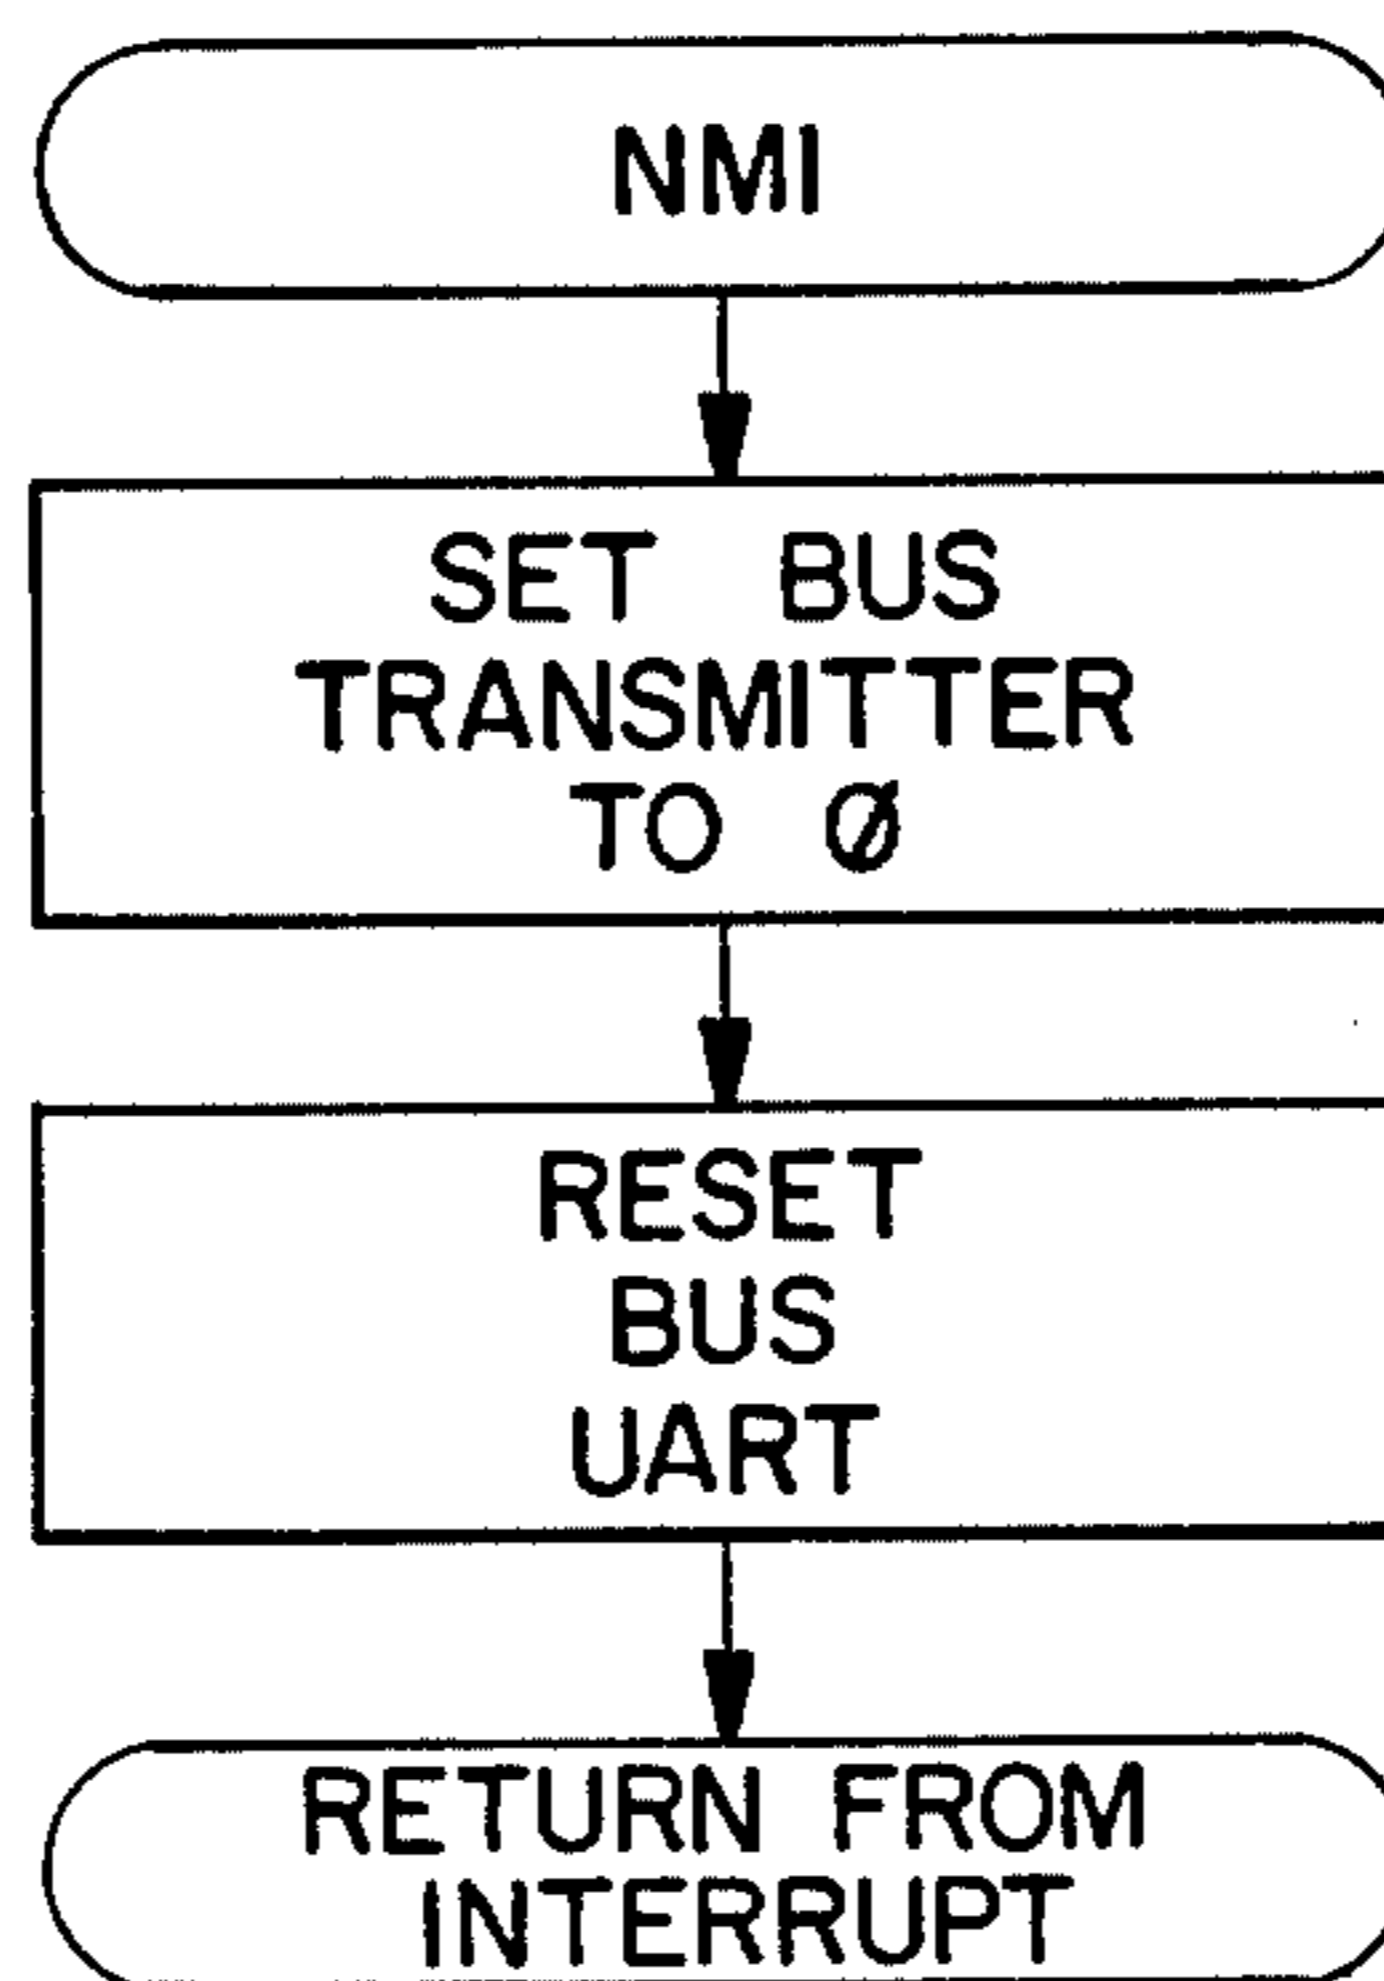 NMI
SET BUS
TRANSMITTER
TO Ø
RESET
BUS
UART
RETURN FROM
INTERRUPT